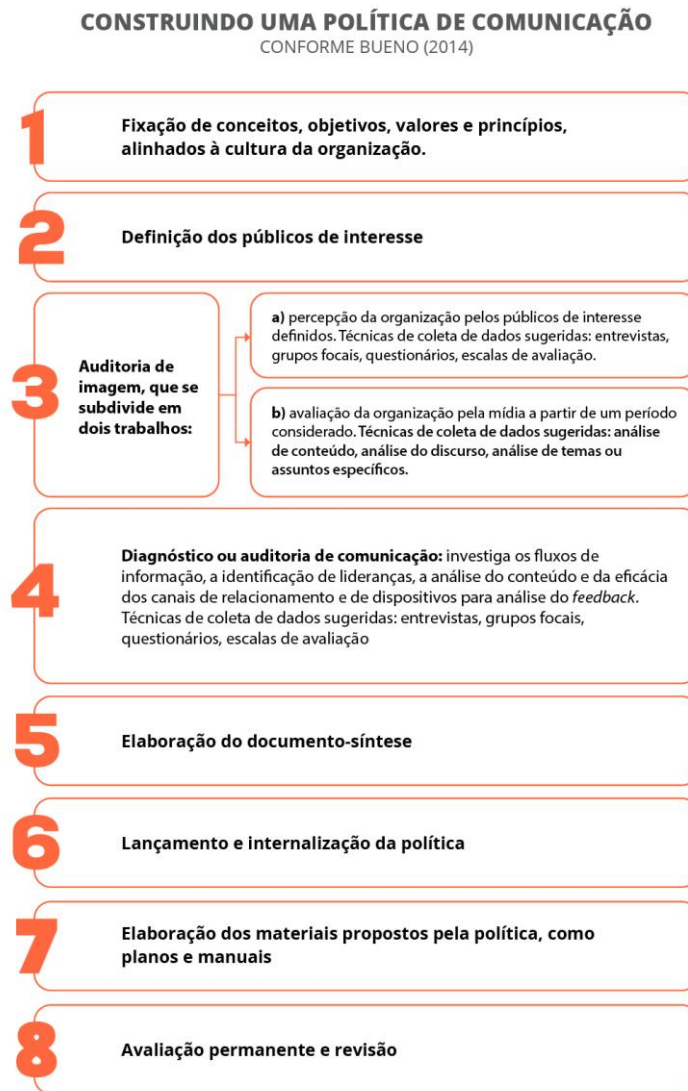 CONSTRUINDO UMA POLÍTICA DE COMUNICAÇÃO
CONFORME BUENO (2014)
1
Fixação de conceitos, objetivos, valores e princípios,
alinhados à cultura da organização.
2
Definição dos públicos de interesse
3
Auditoria de
imagem, que se
subdivide em
dois trabalhos:
a) percepção da organização pelos públicos de interesse
definidos. Técnicas de coleta de dados sugeridas: entrevistas,
grupos focais, questionários, escalas de avaliação.
b) avaliação da organização pela mídia a partir de um período
considerado. Técnicas de coleta de dados sugeridas: análise
de conteúdo, análise do discurso, análise de temas ou
assuntos específicos.
4
Diagnóstico ou auditoria de comunicação: investiga os fluxos de
informação, a identificação de lideranças, a análise do conteúdo e da eficácia
dos canais de relacionamento e de dispositivos para análise do feedback.
Técnicas de coleta de dados sugeridas: entrevistas, grupos focais,
questionários, escalas de avaliação
5
Elaboração do documento-síntese
6
Lançamento e internalização da política
7
Elaboração dos materiais propostos pela política, como
planos e manuais
8
Avaliação permanente e revisão